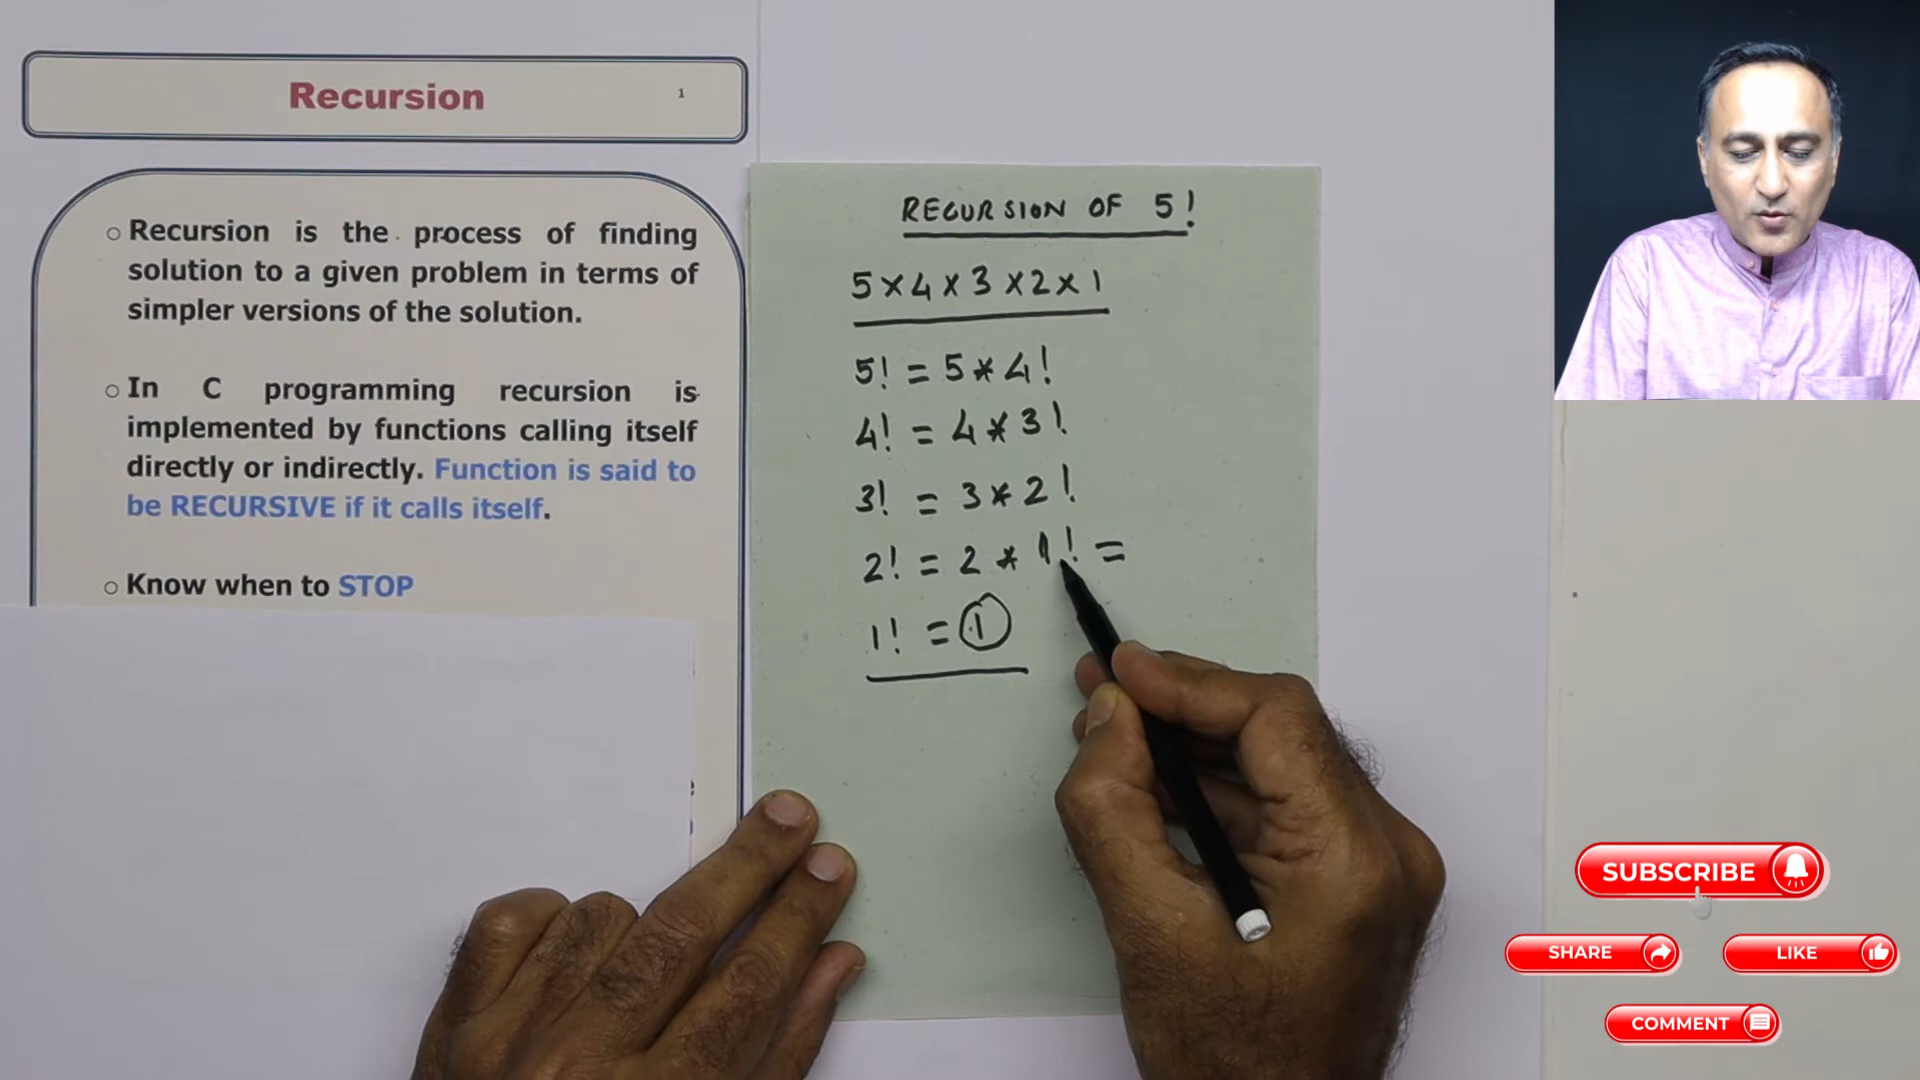 Recursion 1
○ Recursion is the process of finding
solution to a given problem in terms of
simpler versions of the solution.
○ In C programming recursion is
implemented by functions calling itself
directly or indirectly. Function is said to
be RECURSIVE if it calls itself.
○ Know when to STOP
RECURSION OF 5!
5×4×3×2×1
5! = 5*4!
4! = 4*3!
3! = 3*2!
2! = 2*1! =
1! = 1
SUBSCRIBE
SHARE
LIKE
COMMENT